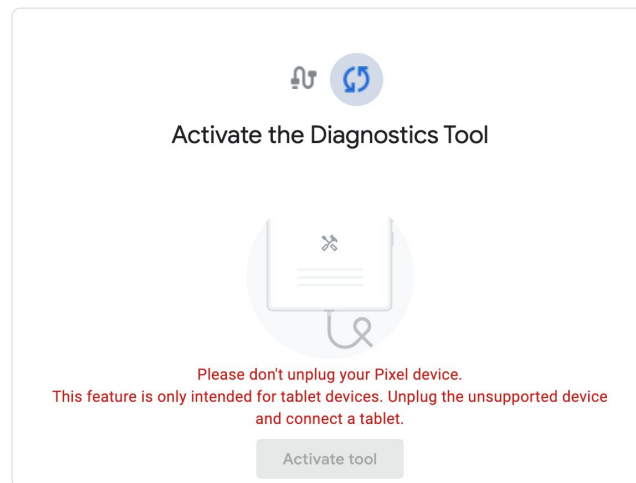 Activate the Diagnostics Tool
Please don't unplug your Pixel device.
This feature is only intended for tablet devices. Unplug the unsupported device
and connect a tablet.
Activate tool